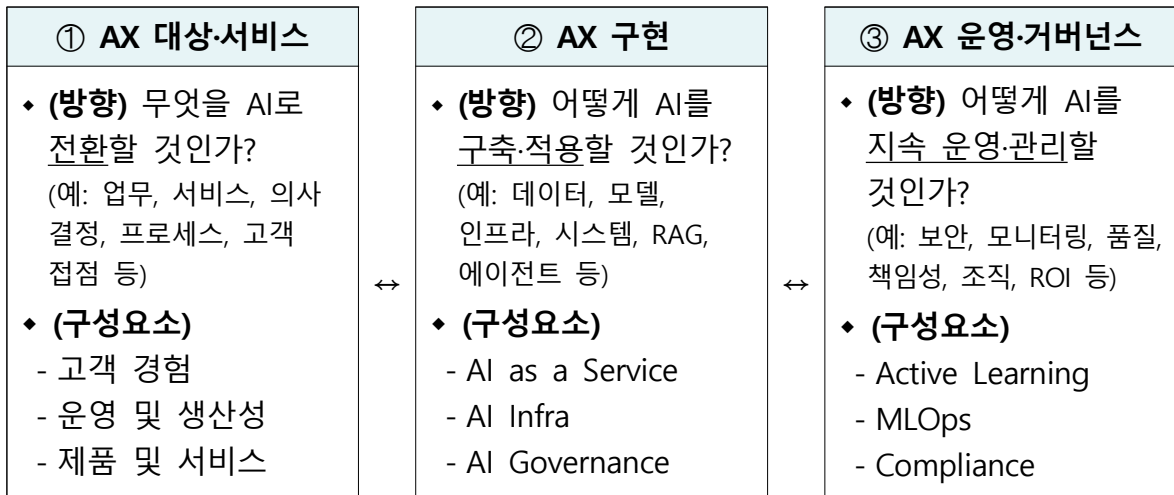 ① AX 대상·서비스
◆ (방향) 무엇을 AI로
전환할 것인가?
(예: 업무, 서비스, 의사
결정, 프로세스, 고객
접점 등)
◆ (구성요소)
- 고객 경험
- 운영 및 생산성
- 제품 및 서비스
↔
② AX 구현
◆ (방향) 어떻게 AI를
구축·적용할 것인가?
(예: 데이터, 모델,
인프라, 시스템, RAG,
에이전트 등)
◆ (구성요소)
- AI as a Service
- AI Infra
- AI Governance
↔
③ AX 운영·거버넌스
◆ (방향) 어떻게 AI를
지속 운영·관리할
것인가?
(예: 보안, 모니터링, 품질,
책임성, 조직, ROI 등)
◆ (구성요소)
- Active Learning
- MLOps
- Compliance